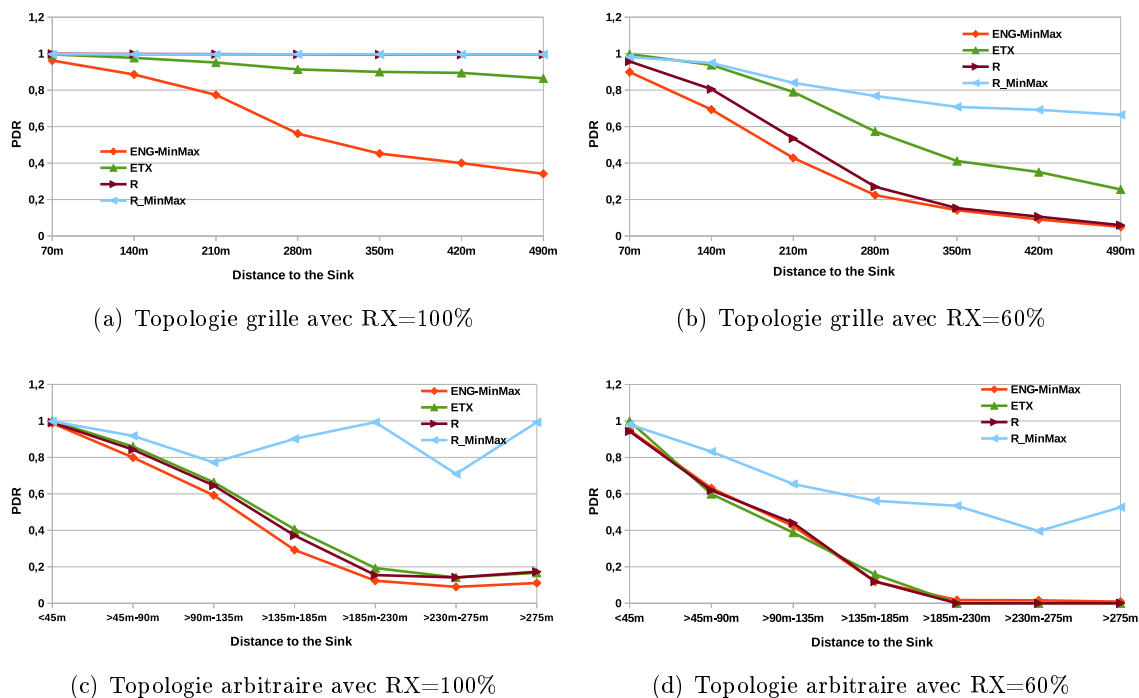 1,2
1
0,8
0,6
0,4
0,2
0
PDR
ENG-MinMax
ETX
R
R_MinMax
70m 140m 210m 280m 350m 420m 490m
Distance to the Sink
(a) Topologie grille avec RX=100%
1,2
1
0,8
0,6
0,4
0,2
0
PDR
ENG-MinMax
ETX
R
R_MinMax
70m 140m 210m 280m 350m 420m 490m
Distance to the Sink
(b) Topologie grille avec RX=60%
1,2
1
0,8
0,6
0,4
0,2
0
PDR
ENG-MinMax
ETX
R
R_MinMax
<45m >45m-90m >90m-135m >135m-185m >185m-230m >230m-275m >275m
Distance to the Sink
(c) Topologie arbitraire avec RX=100%
1,2
1
0,8
0,6
0,4
0,2
0
PDR
ENG-MinMax
ETX
R
R_MinMax
<45m >45m-90m >90m-135m >135m-185m >185m-230m >230m-275m >275m
Distance to the Sink
(d) Topologie arbitraire avec RX=60%